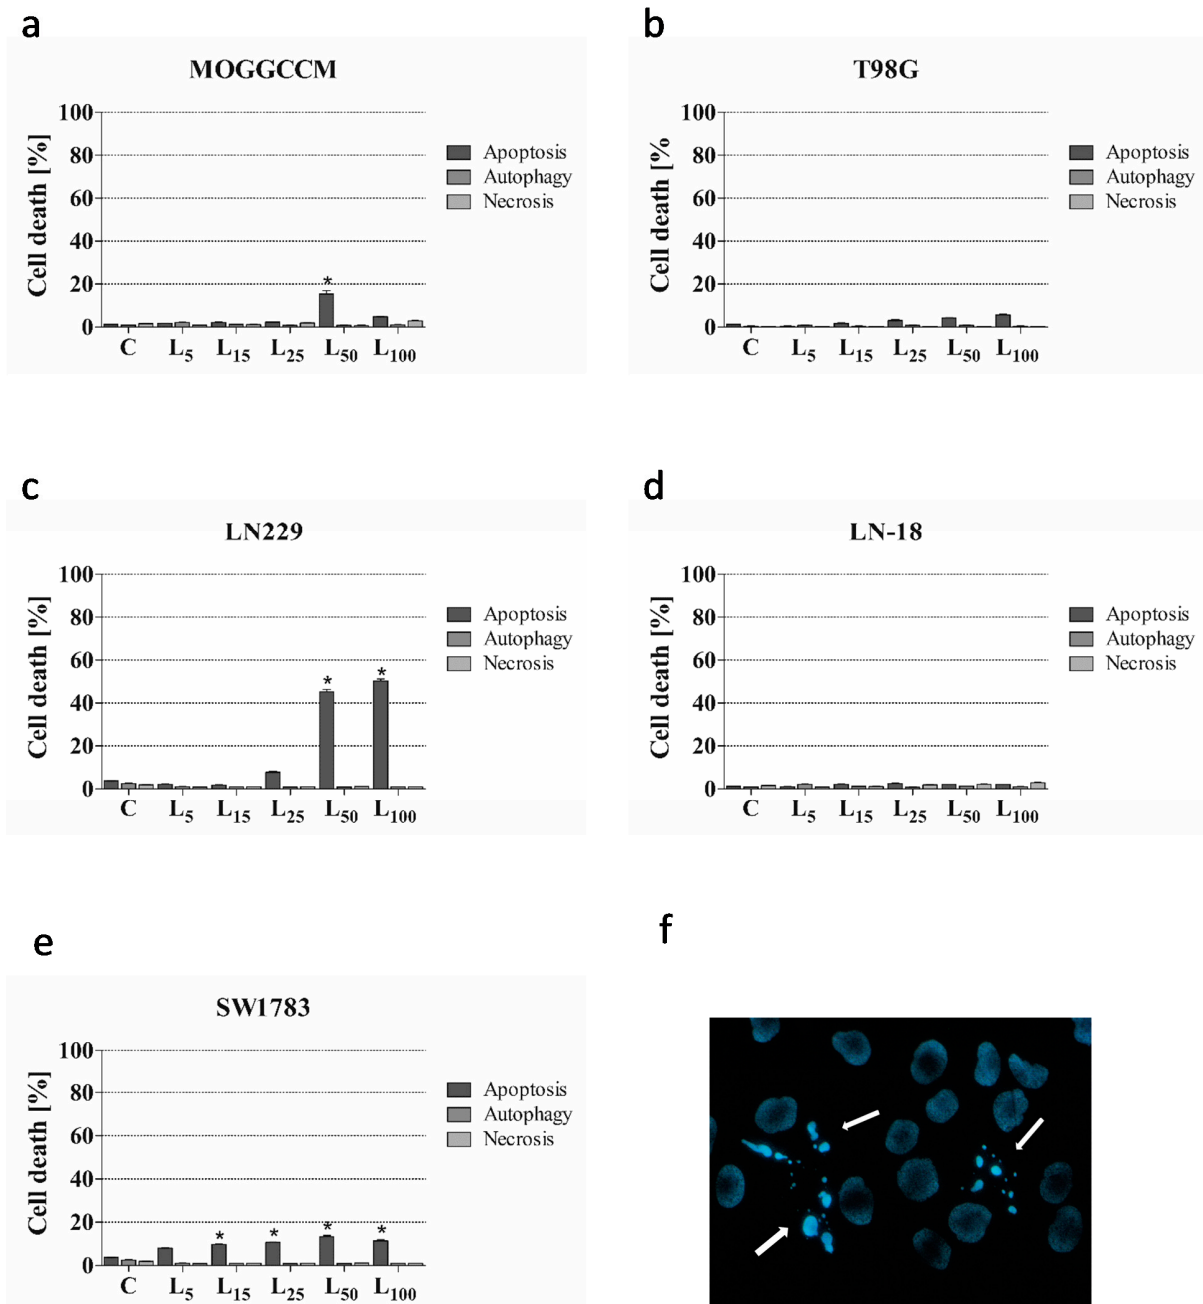 a
MOGGCCM
100
80
60
40
20
0
Cell death [%]
*
C L5 L15 L25 L50 L100
Apoptosis
Autophagy
Necrosis
b
T98G
100
80
60
40
20
0
Cell death [%
C L5 L15 L25 L50 L100
Apoptosis
Autophagy
Necrosis
c
LN229
100
80
60
40
20
0
Cell death [%]
* *
C L5 L15 L25 L50 L100
Apoptosis
Autophagy
Necrosis
d
LN-18
100
80
60
40
20
0
Cell death [%]
C L5 L15 L25 L50 L100
Apoptosis
Autophagy
Necrosis
e
SW1783
100
80
60
40
20
0
Cell death [%]
* * * *
C L5 L15 L25 L50 L100
Apoptosis
Autophagy
Necrosis
f